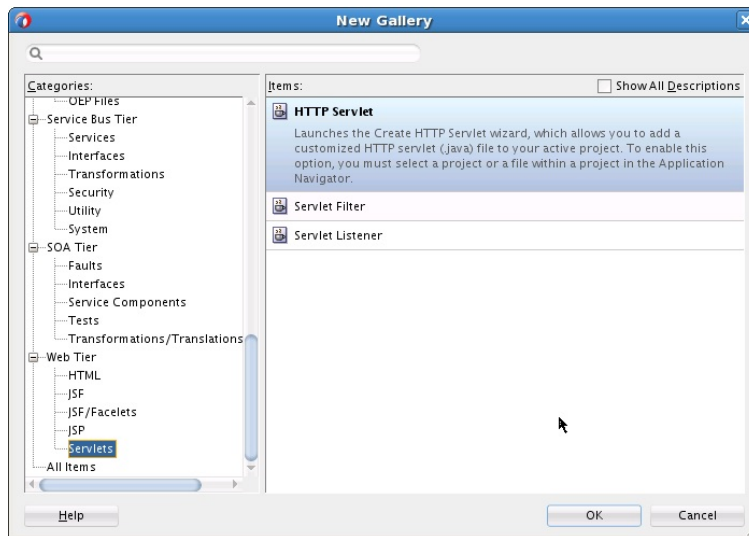 New Gallery
Categories:
OEP Files
Service Bus Tier
Services
Interfaces
Transformations
Security
Utility
System
SOA Tier
Faults
Interfaces
Service Components
Tests
Transformations/Translations
Web Tier
HTML
JSF
JSF/Facelets
JSP
Servlets
All Items
Items:
Show All Descriptions
HTTP Servlet
Launches the Create HTTP Servlet wizard, which allows you to add a
customized HTTP servlet (.java) file to your active project. To enable this
option, you must select a project or a file within a project in the Application
Navigator.
Servlet Filter
Servlet Listener
Help
OK
Cancel